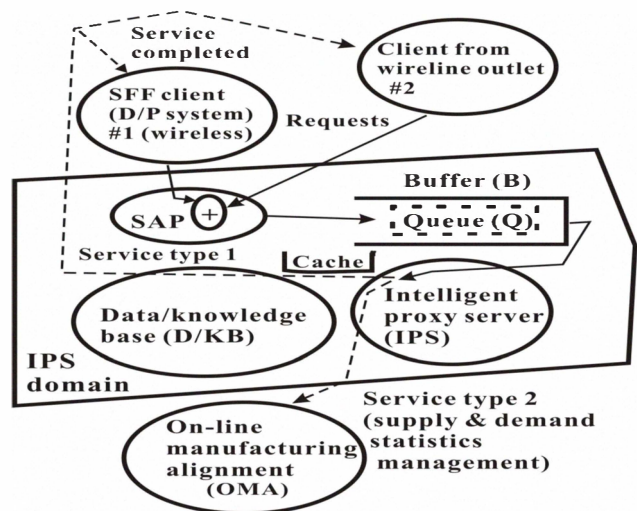 Service
completed
Client from
wireline outlet
#2
SFF client
(D/P system)
#1 (wireless)
Requests
Buffer (B)
SAP
+
Queue (Q)
Service type 1
Cache
Data/knowledge
base (D/KB)
Intelligent
proxy server
(IPS)
IPS
domain
Service type 2
(supply & demand
statistics
management)
On-line
manufacturing
alignment
(OMA)